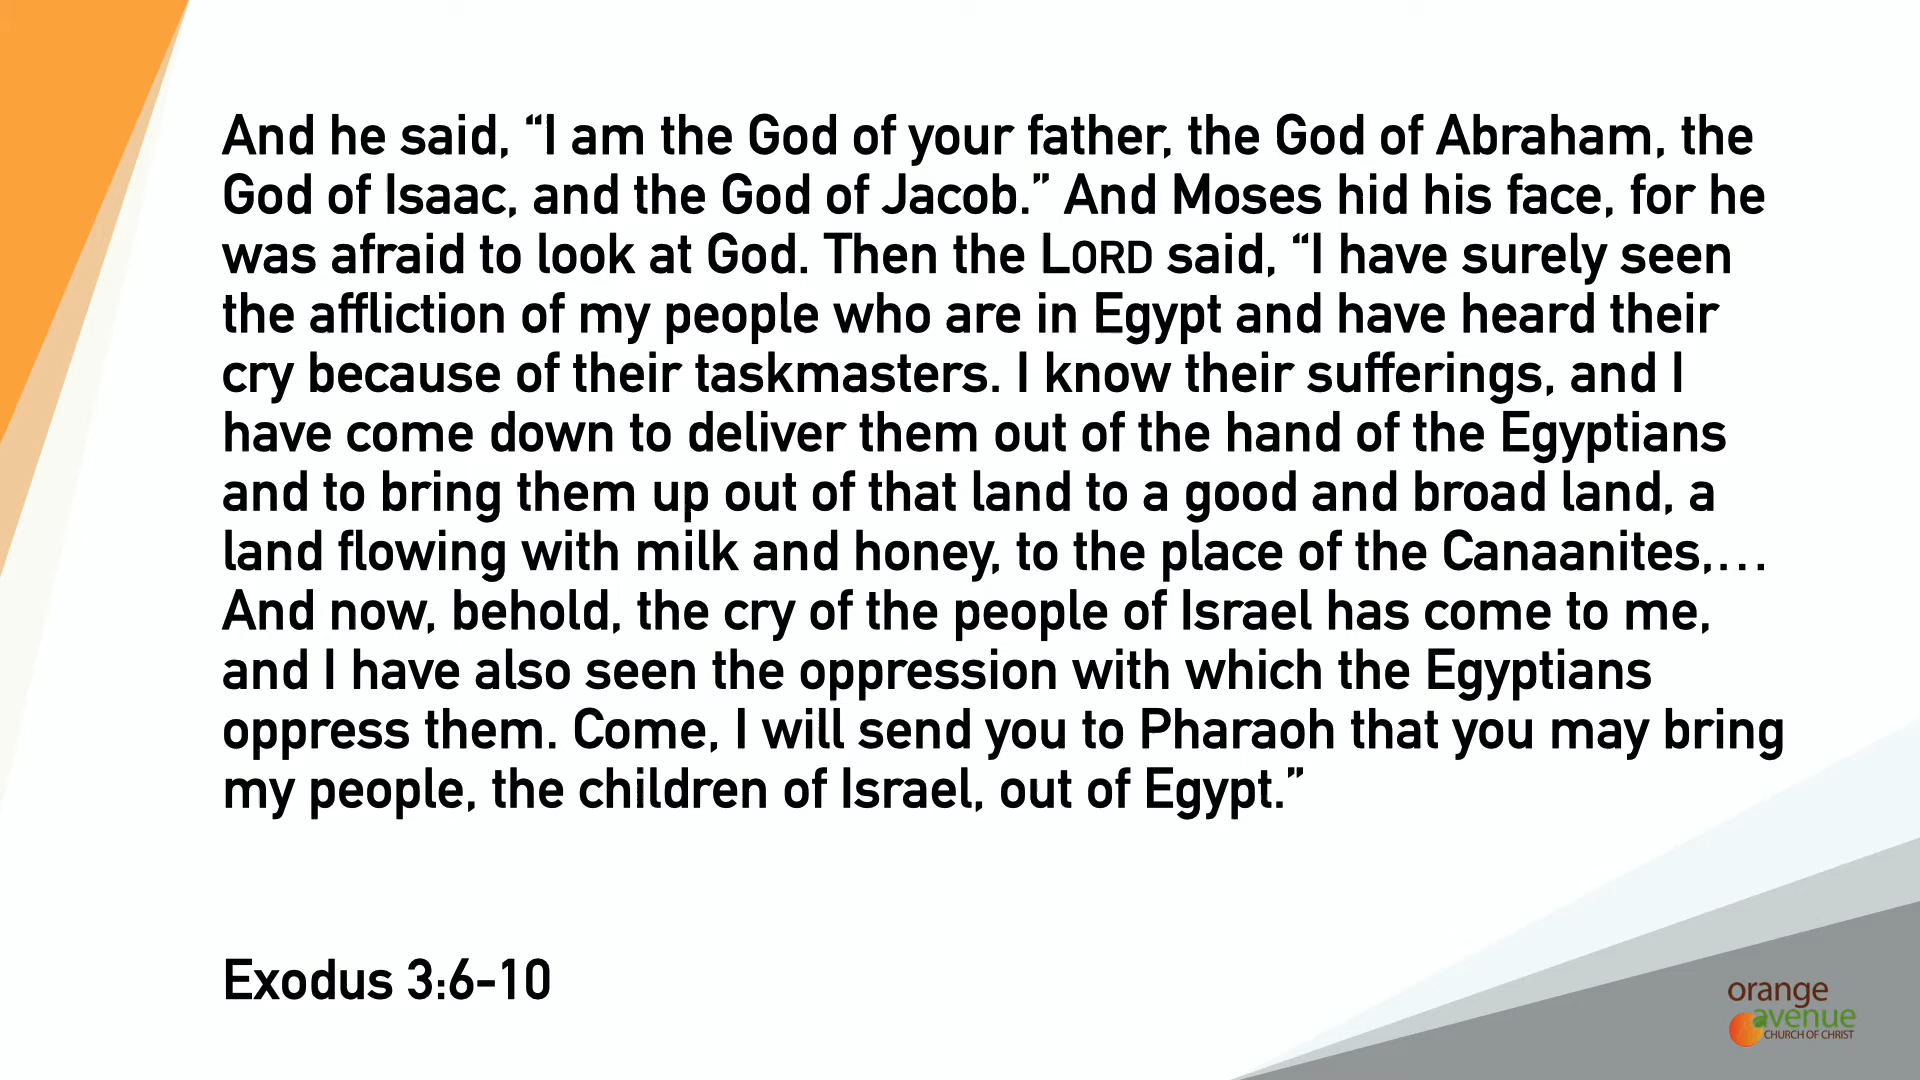 And he said, “I am the God of your father, the God of Abraham, the
God of Isaac, and the God of Jacob.” And Moses hid his face, for he
was afraid to look at God. Then the LORD said, “I have surely seen
the affliction of my people who are in Egypt and have heard their
cry because of their taskmasters. I know their sufferings, and I
have come down to deliver them out of the hand of the Egyptians
and to bring them up out of that land to a good and broad land, a
land flowing with milk and honey, to the place of the Canaanites,…
And now, behold, the cry of the people of Israel has come to me,
and I have also seen the oppression with which the Egyptians
oppress them. Come, I will send you to Pharaoh that you may bring
my people, the children of Israel, out of Egypt.”
Exodus 3:6-10
orange
avenue
CHURCH OF CHRIST